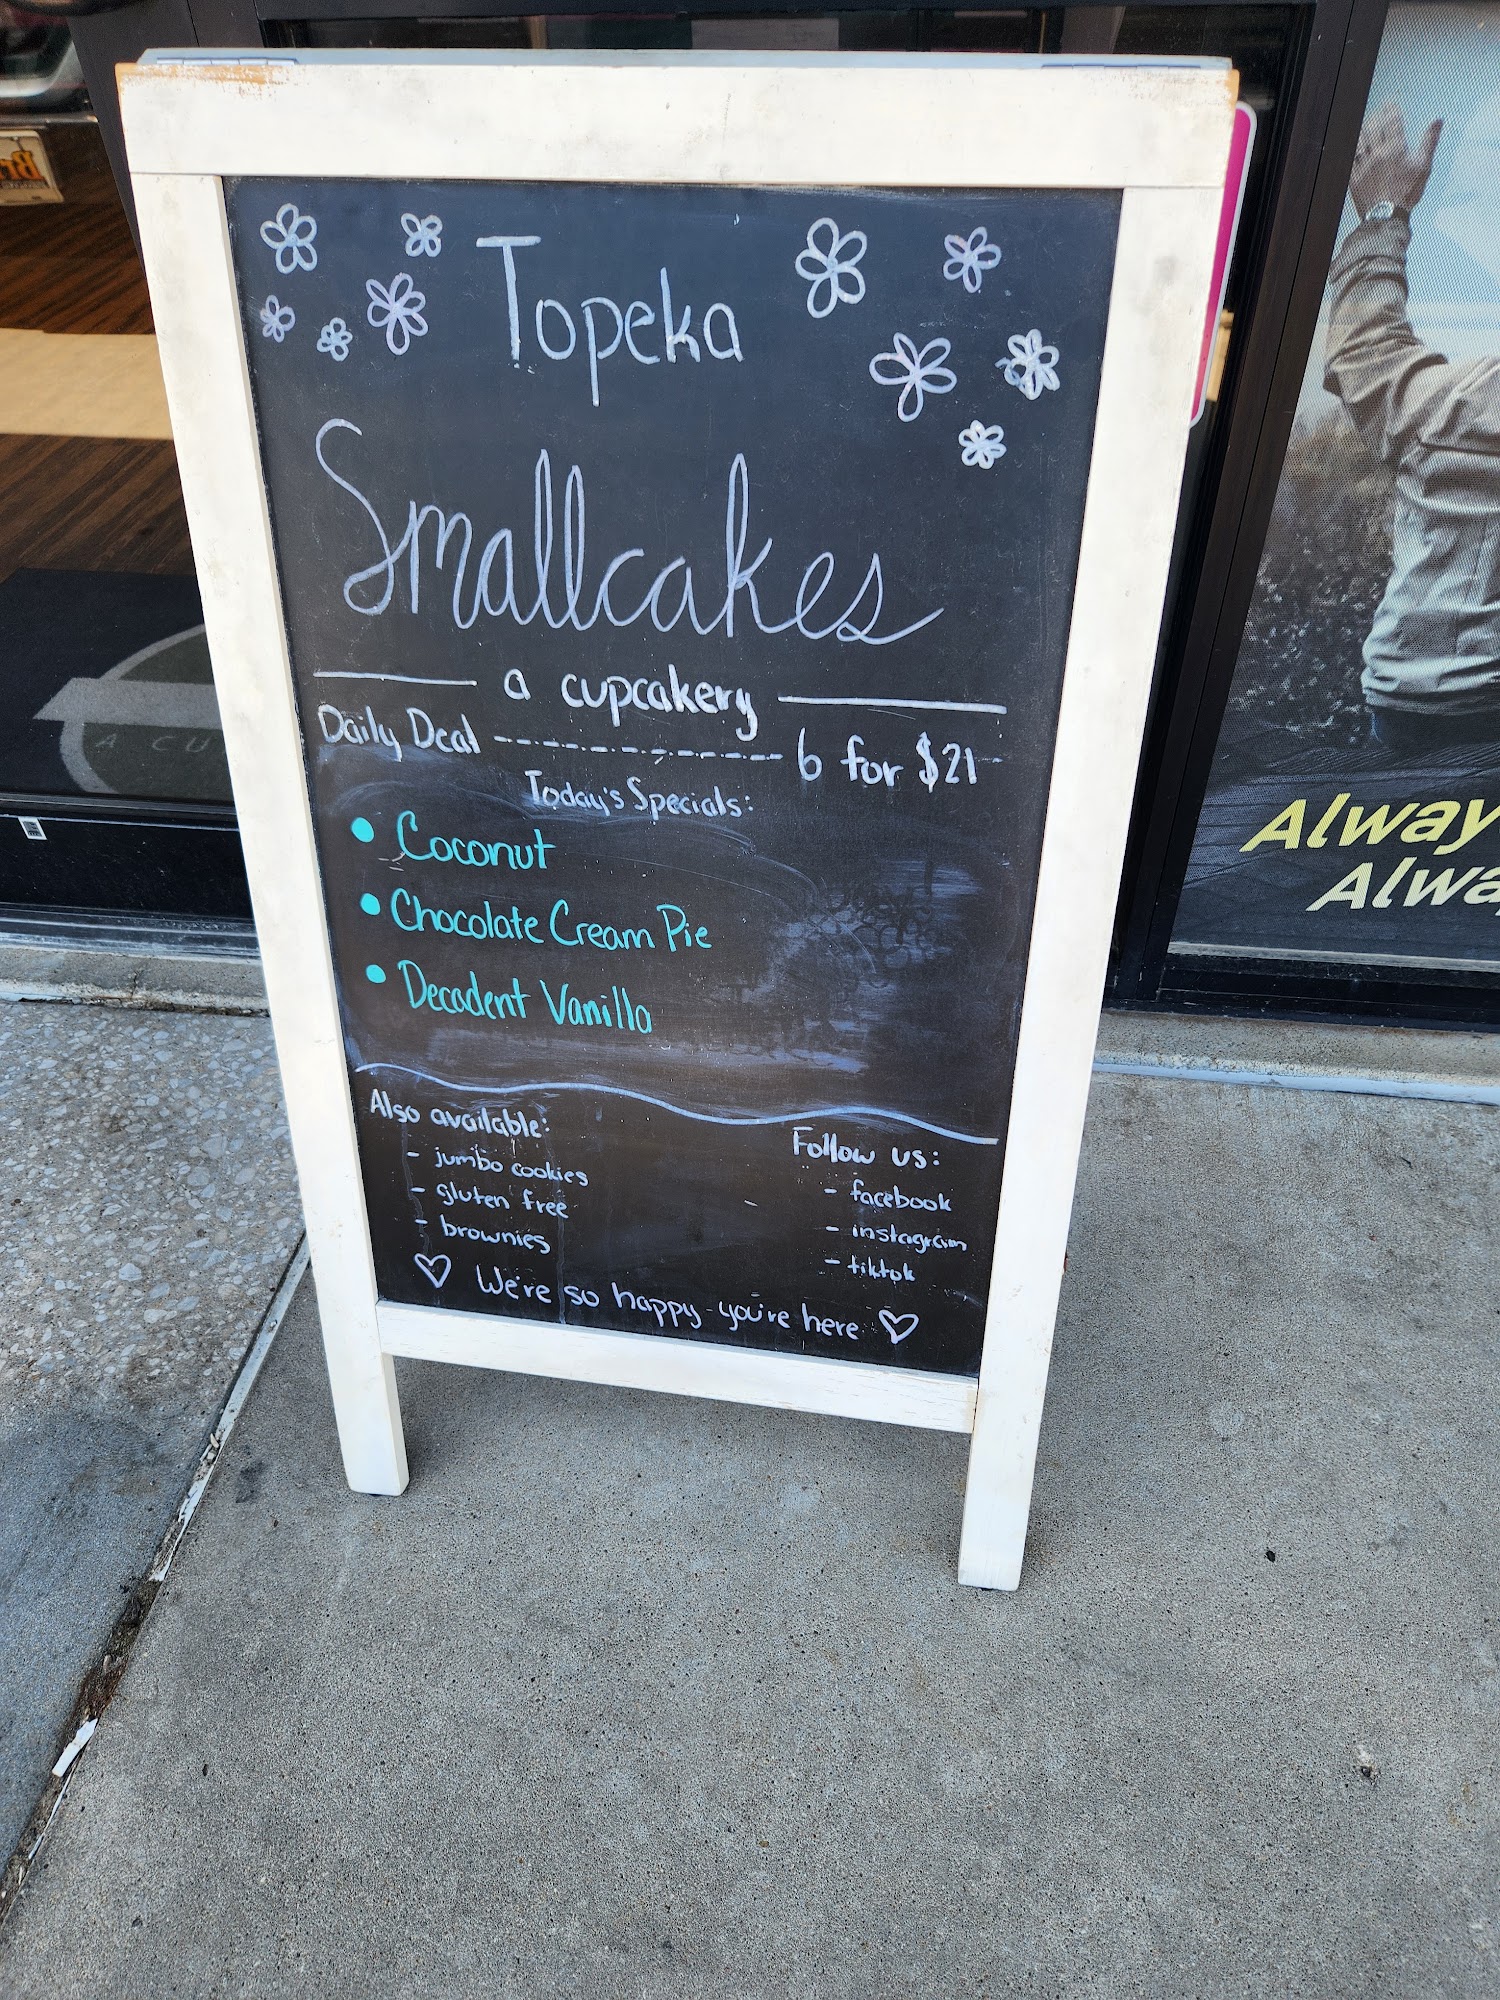 Topeka
Smallcakes
a cupcakery
Daily Deal 6 for $21
Today's Specials:
• Coconut
• Chocolate Cream Pie
• Decadent Vanilla
Also available:
- jumbo cookies
- gluten free
- brownies
Follow us:
- facebook
- instagram
- tiktok
♡ We're so happy you're here ♡
A CU
Alway
Alwa